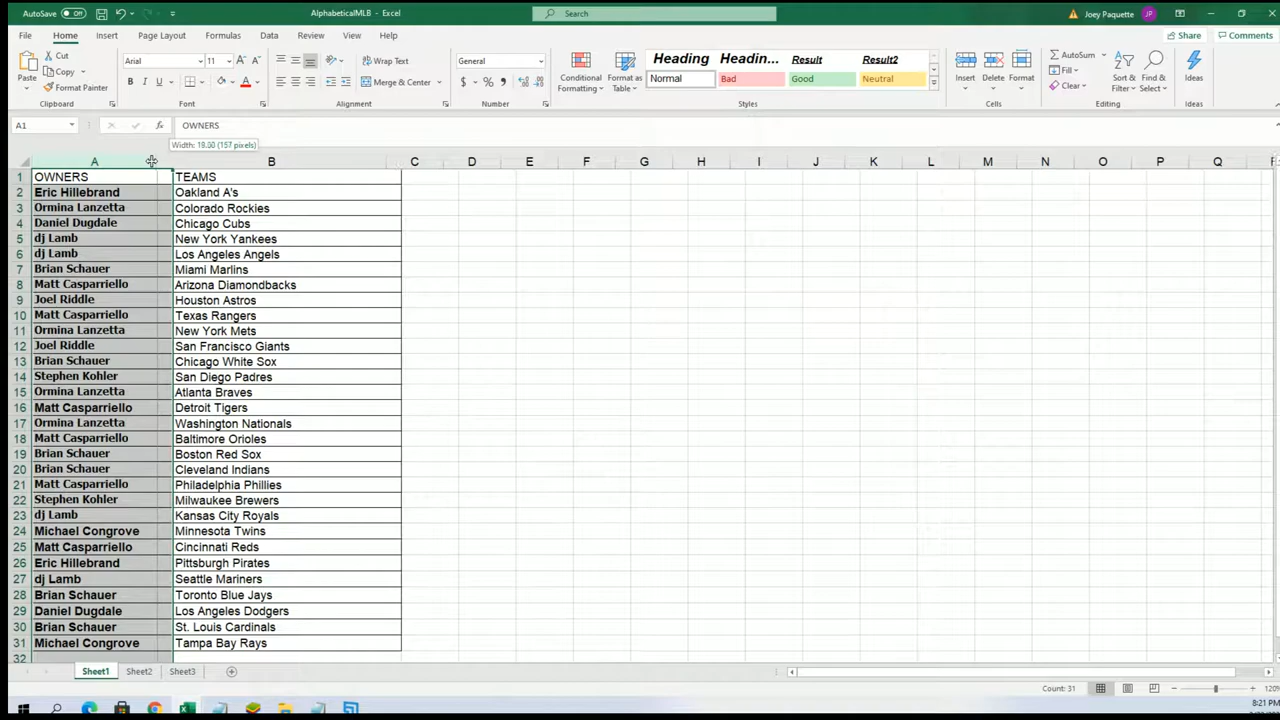 AutoSave Off AlphabeticalMLB - Excel Search Joey Paquette JP
File Home Insert Page Layout Formulas Data Review View Help Share Comments
Paste Cut Copy Format Painter Clipboard
Arial 11 B I U A Font
Wrap Text Merge & Center Alignment
General $ % Number
Conditional Formatting Format as Table Heading Headin... Result Result2 Normal Bad Good Neutral Styles
Insert Delete Format Cells
AutoSum Fill Clear Sort & Filter Find & Select Editing
Ideas Ideas
A1 fx OWNERS
Width: 18.00 (157 pixels)
A B C D E F G H I J K L M N O P Q R
1 OWNERS TEAMS
2 Eric Hillebrand Oakland A's
3 Ormina Lanzetta Colorado Rockies
4 Daniel Dugdale Chicago Cubs
5 dj Lamb New York Yankees
6 dj Lamb Los Angeles Angels
7 Brian Schauer Miami Marlins
8 Matt Casparriello Arizona Diamondbacks
9 Joel Riddle Houston Astros
10 Matt Casparriello Texas Rangers
11 Ormina Lanzetta New York Mets
12 Joel Riddle San Francisco Giants
13 Brian Schauer Chicago White Sox
14 Stephen Kohler San Diego Padres
15 Ormina Lanzetta Atlanta Braves
16 Matt Casparriello Detroit Tigers
17 Ormina Lanzetta Washington Nationals
18 Matt Casparriello Baltimore Orioles
19 Brian Schauer Boston Red Sox
20 Brian Schauer Cleveland Indians
21 Matt Casparriello Philadelphia Phillies
22 Stephen Kohler Milwaukee Brewers
23 dj Lamb Kansas City Royals
24 Michael Congrove Minnesota Twins
25 Matt Casparriello Cincinnati Reds
26 Eric Hillebrand Pittsburgh Pirates
27 dj Lamb Seattle Mariners
28 Brian Schauer Toronto Blue Jays
29 Daniel Dugdale Los Angeles Dodgers
30 Brian Schauer St. Louis Cardinals
31 Michael Congrove Tampa Bay Rays
32
Sheet1 Sheet2 Sheet3
Count: 31
8:21 PM